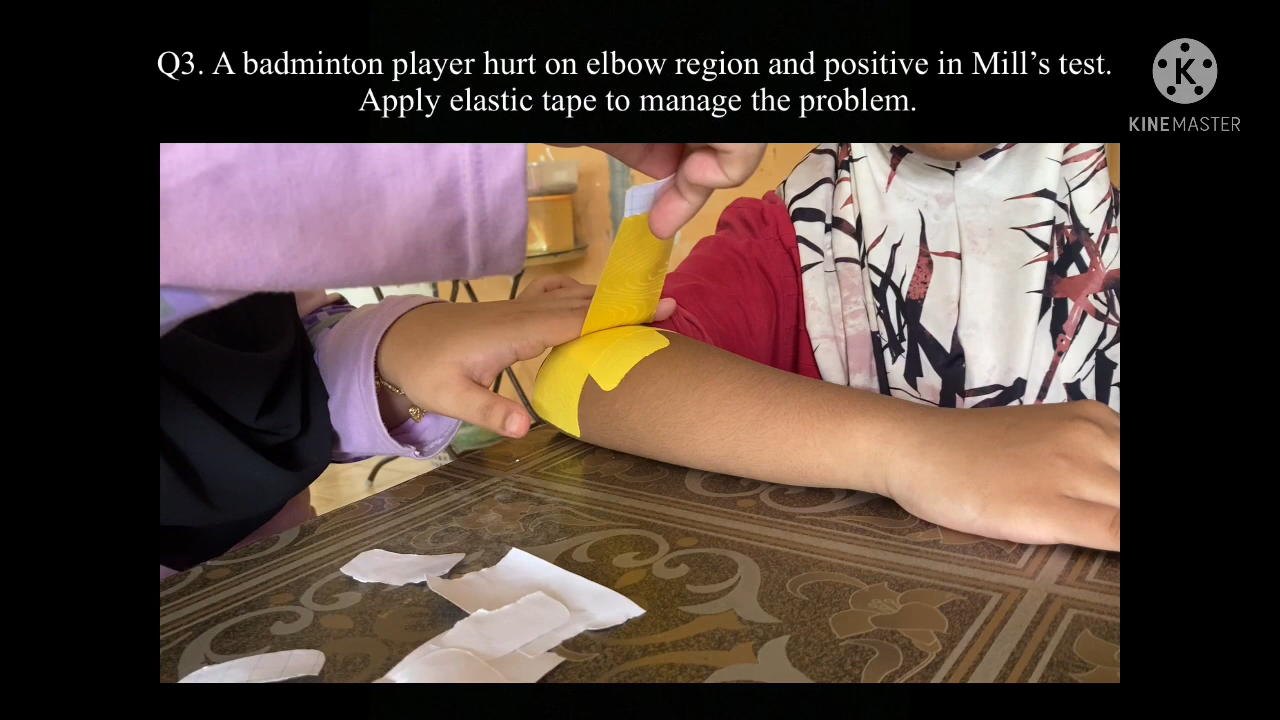 Q3. A badminton player hurt on elbow region and positive in Mill’s test.
Apply elastic tape to manage the problem.
K
KINEMASTER